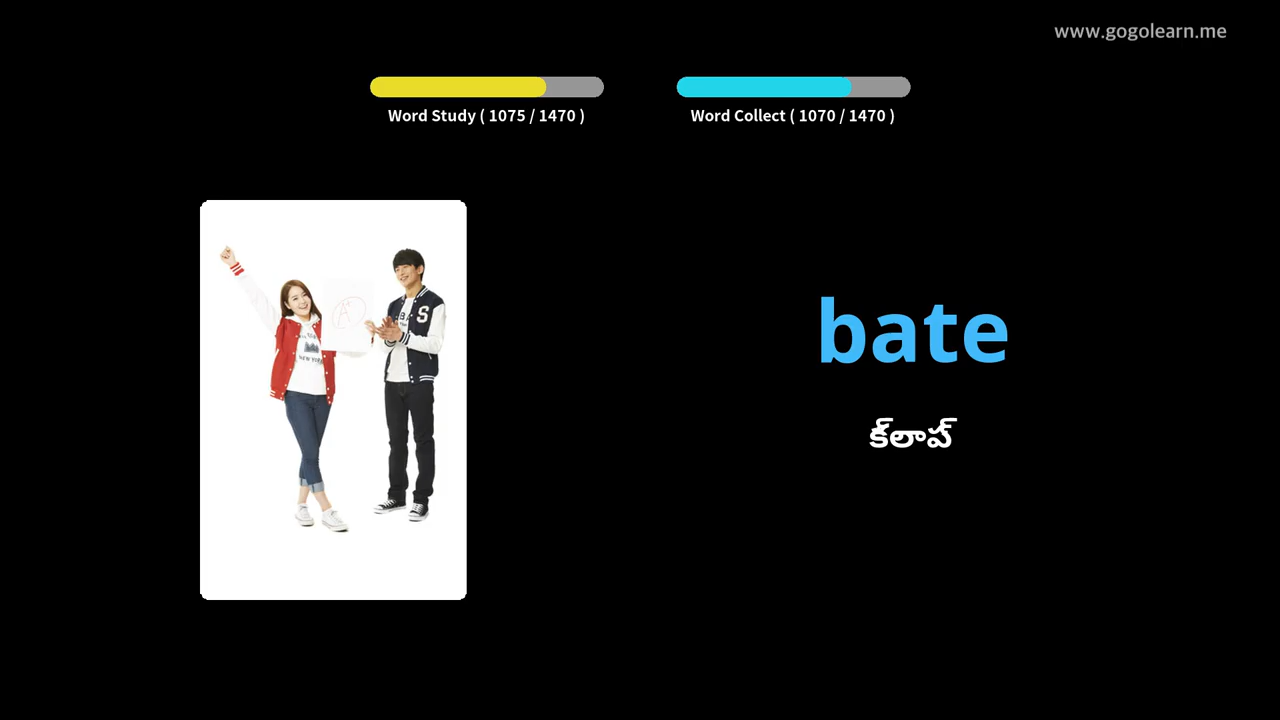 www.gogolearn.me
Word Study ( 1075 / 1470 )
Word Collect ( 1070 / 1470 )
bate
క్‌లాప్
S